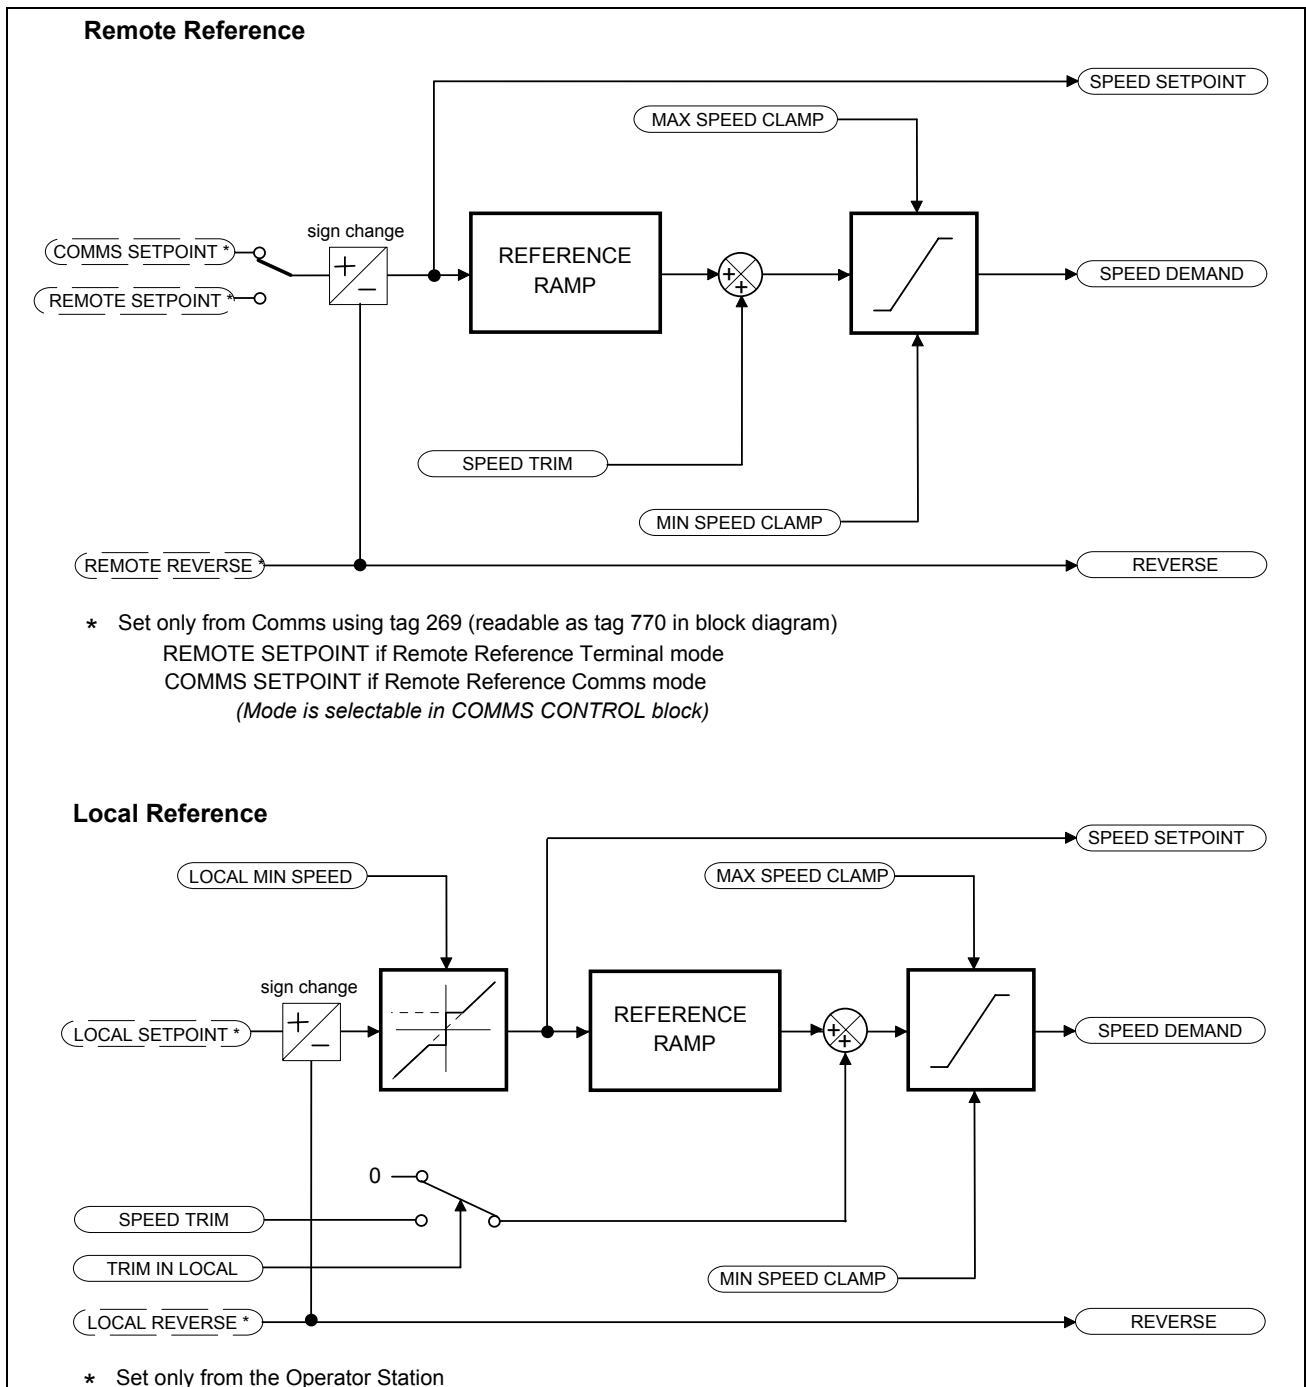 Remote Reference
SPEED SETPOINT
MAX SPEED CLAMP
sign change
COMMS SETPOINT *
+
−
REFERENCE
RAMP
+
+
SPEED DEMAND
REMOTE SETPOINT *
SPEED TRIM
MIN SPEED CLAMP
REMOTE REVERSE *
REVERSE
* Set only from Comms using tag 269 (readable as tag 770 in block diagram)
REMOTE SETPOINT if Remote Reference Terminal mode
COMMS SETPOINT if Remote Reference Comms mode
(Mode is selectable in COMMS CONTROL block)
Local Reference
SPEED SETPOINT
LOCAL MIN SPEED
MAX SPEED CLAMP
sign change
LOCAL SETPOINT *
+
−
REFERENCE
RAMP
+
+
SPEED DEMAND
0
SPEED TRIM
TRIM IN LOCAL
MIN SPEED CLAMP
LOCAL REVERSE *
REVERSE
* Set only from the Operator Station